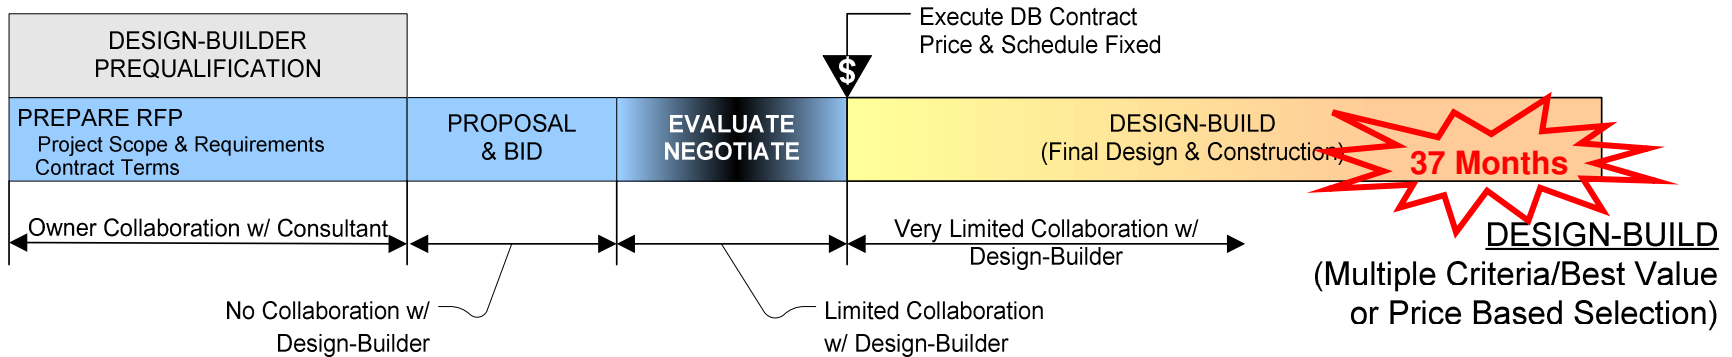 Execute DB Contract
Price & Schedule Fixed
DESIGN-BUILDER
PREQUALIFICATION
$
PREPARE RFP
Project Scope & Requirements
Contract Terms
PROPOSAL
& BID
EVALUATE
NEGOTIATE
DESIGN-BUILD
(Final Design & Construction)
37 Months
Owner Collaboration w/ Consultant
Very Limited Collaboration w/
Design-Builder
No Collaboration w/
Design-Builder
Limited Collaboration
w/ Design-Builder
DESIGN-BUILD
(Multiple Criteria/Best Value
or Price Based Selection)